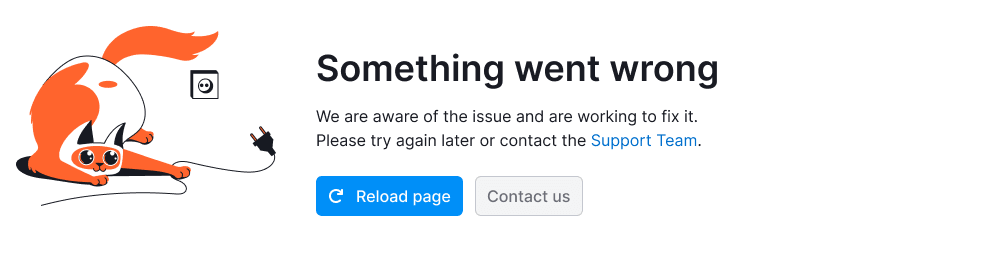 Something went wrong
We are aware of the issue and are working to fix it.
Please try again later or contact the Support Team.
Reload page
Contact us